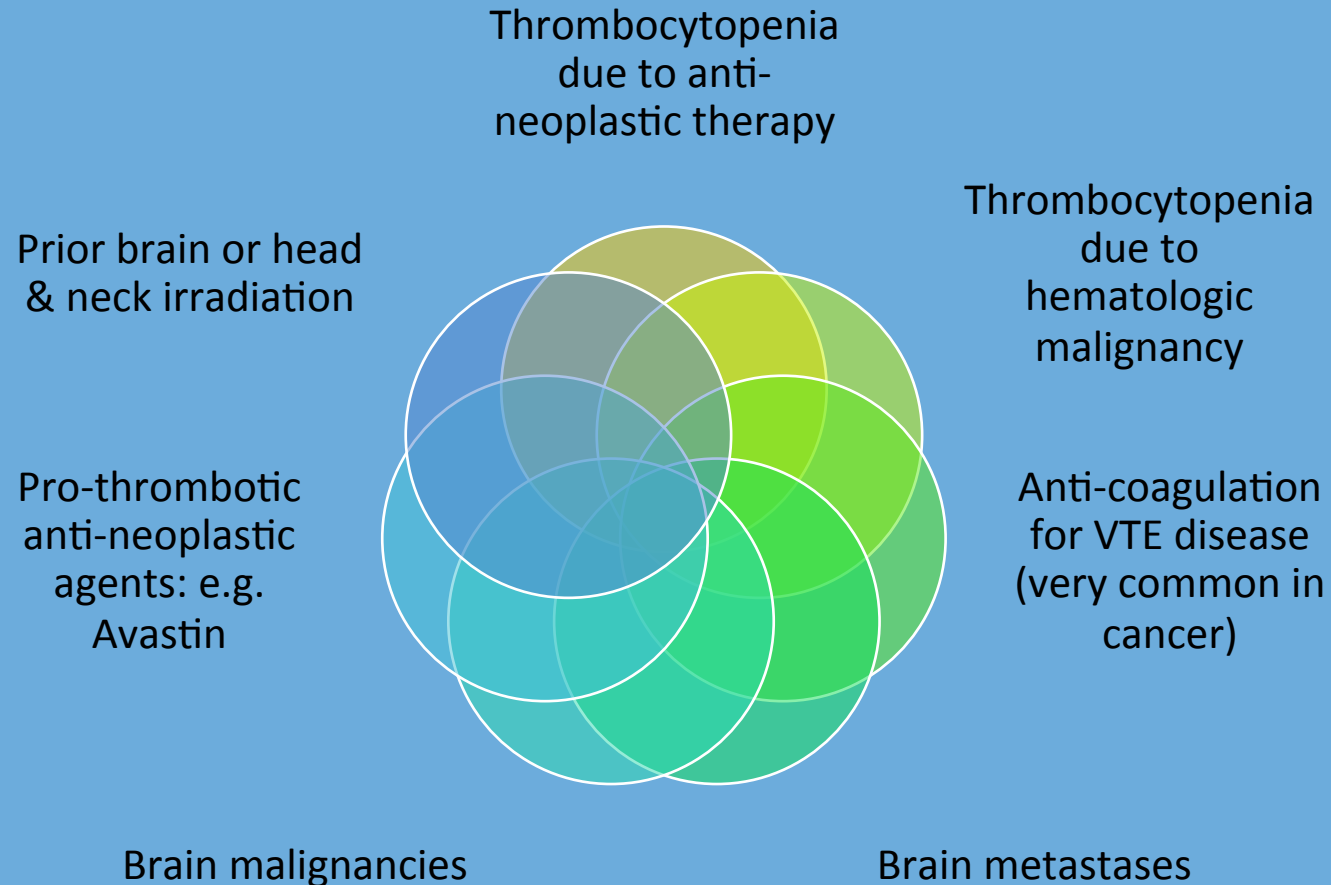 Thrombocytopenia
due to anti-
neoplastic therapy
Thrombocytopenia
due to
hematologic
malignancy
Prior brain or head
& neck irradiation
Pro-thrombotic
anti-neoplastic
agents: e.g.
Avastin
Anti-coagulation
for VTE disease
(very common in
cancer)
Brain malignancies
Brain metastases